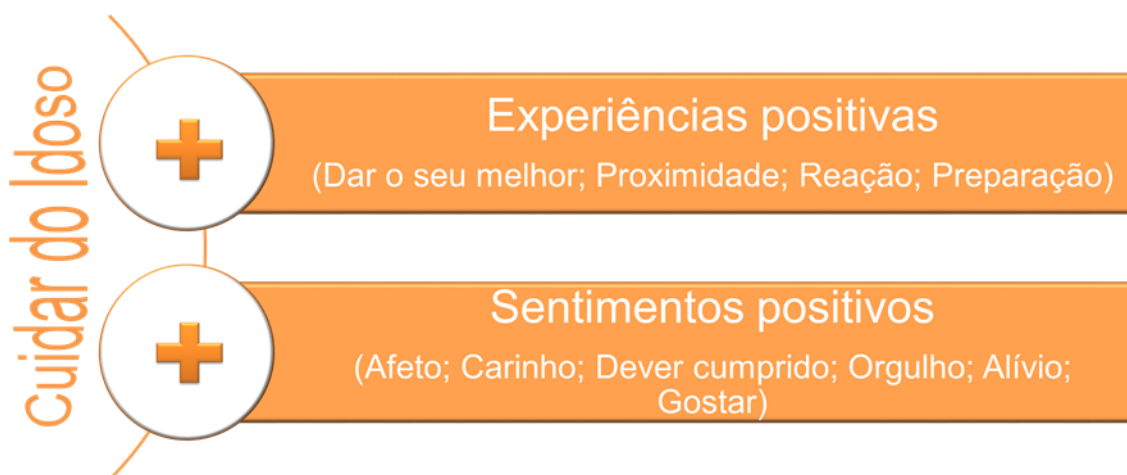 Cuidar do Idoso
Experiências positivas
(Dar o seu melhor; Proximidade; Reação; Preparação)
Sentimentos positivos
(Afeto; Carinho; Dever cumprido; Orgulho; Alívio;
Gostar)